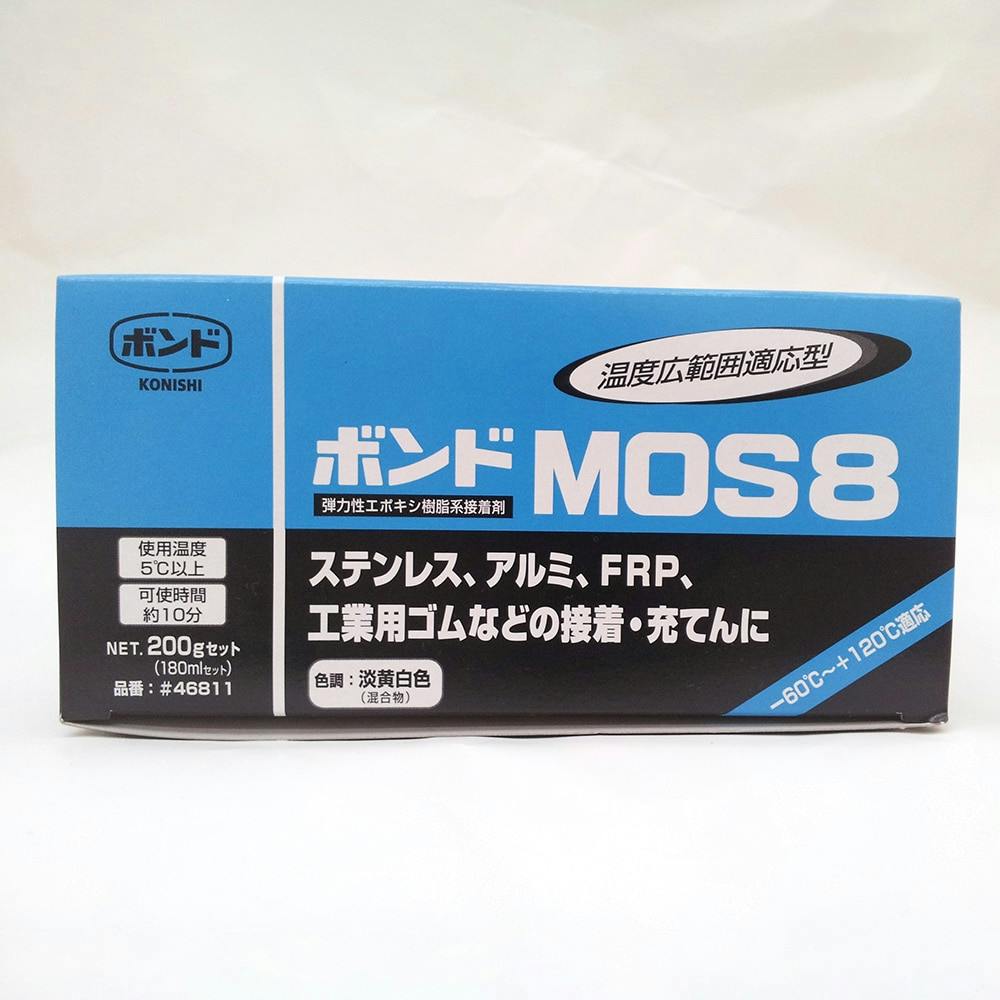 ボンド
KONISHI
温度広範囲適応型
ボンド MOS8
弾力性エポキシ樹脂系接着剤
使用温度
5℃以上
可使時間
約10分
NET. 200gセット
(180mlセット)
品番:#46811
ステンレス、アルミ、FRP、
工業用ゴムなどの接着・充てんに
色調:淡黄白色
(混合物)
−60℃〜+120℃適応